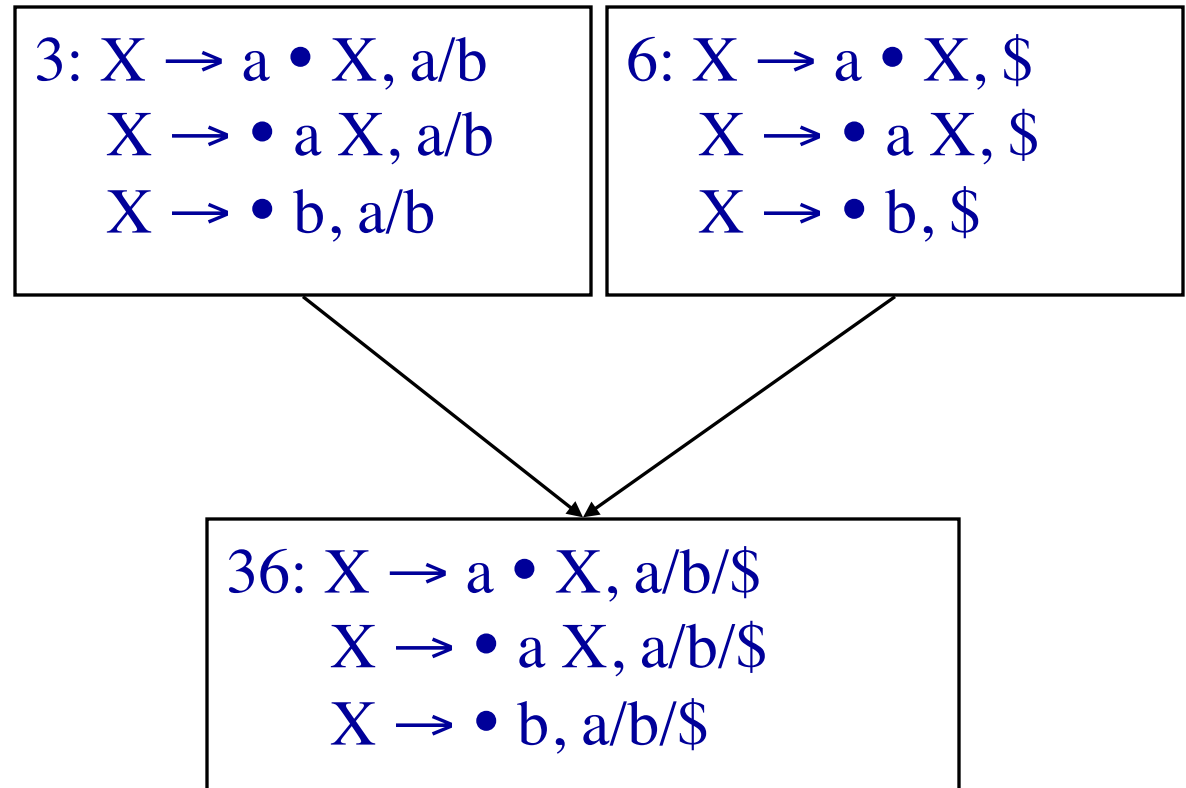 3: X → a • X, a/b
X → • a X, a/b
X → • b, a/b
6: X → a • X, $
X → • a X, $
X → • b, $
36: X → a • X, a/b/$
X → • a X, a/b/$
X → • b, a/b/$